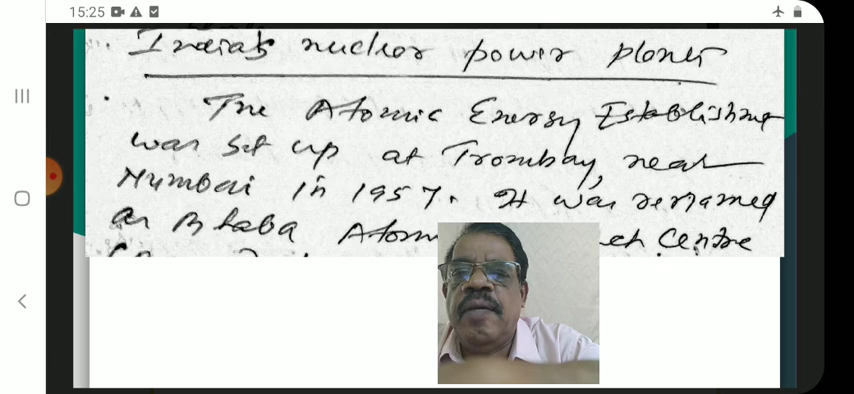 15:25
India's nuclear power planet
The Atomic Energy Establishment
was set up at Trombay, near
Mumbai in 1957. It was renamed
as Bhaba Centre